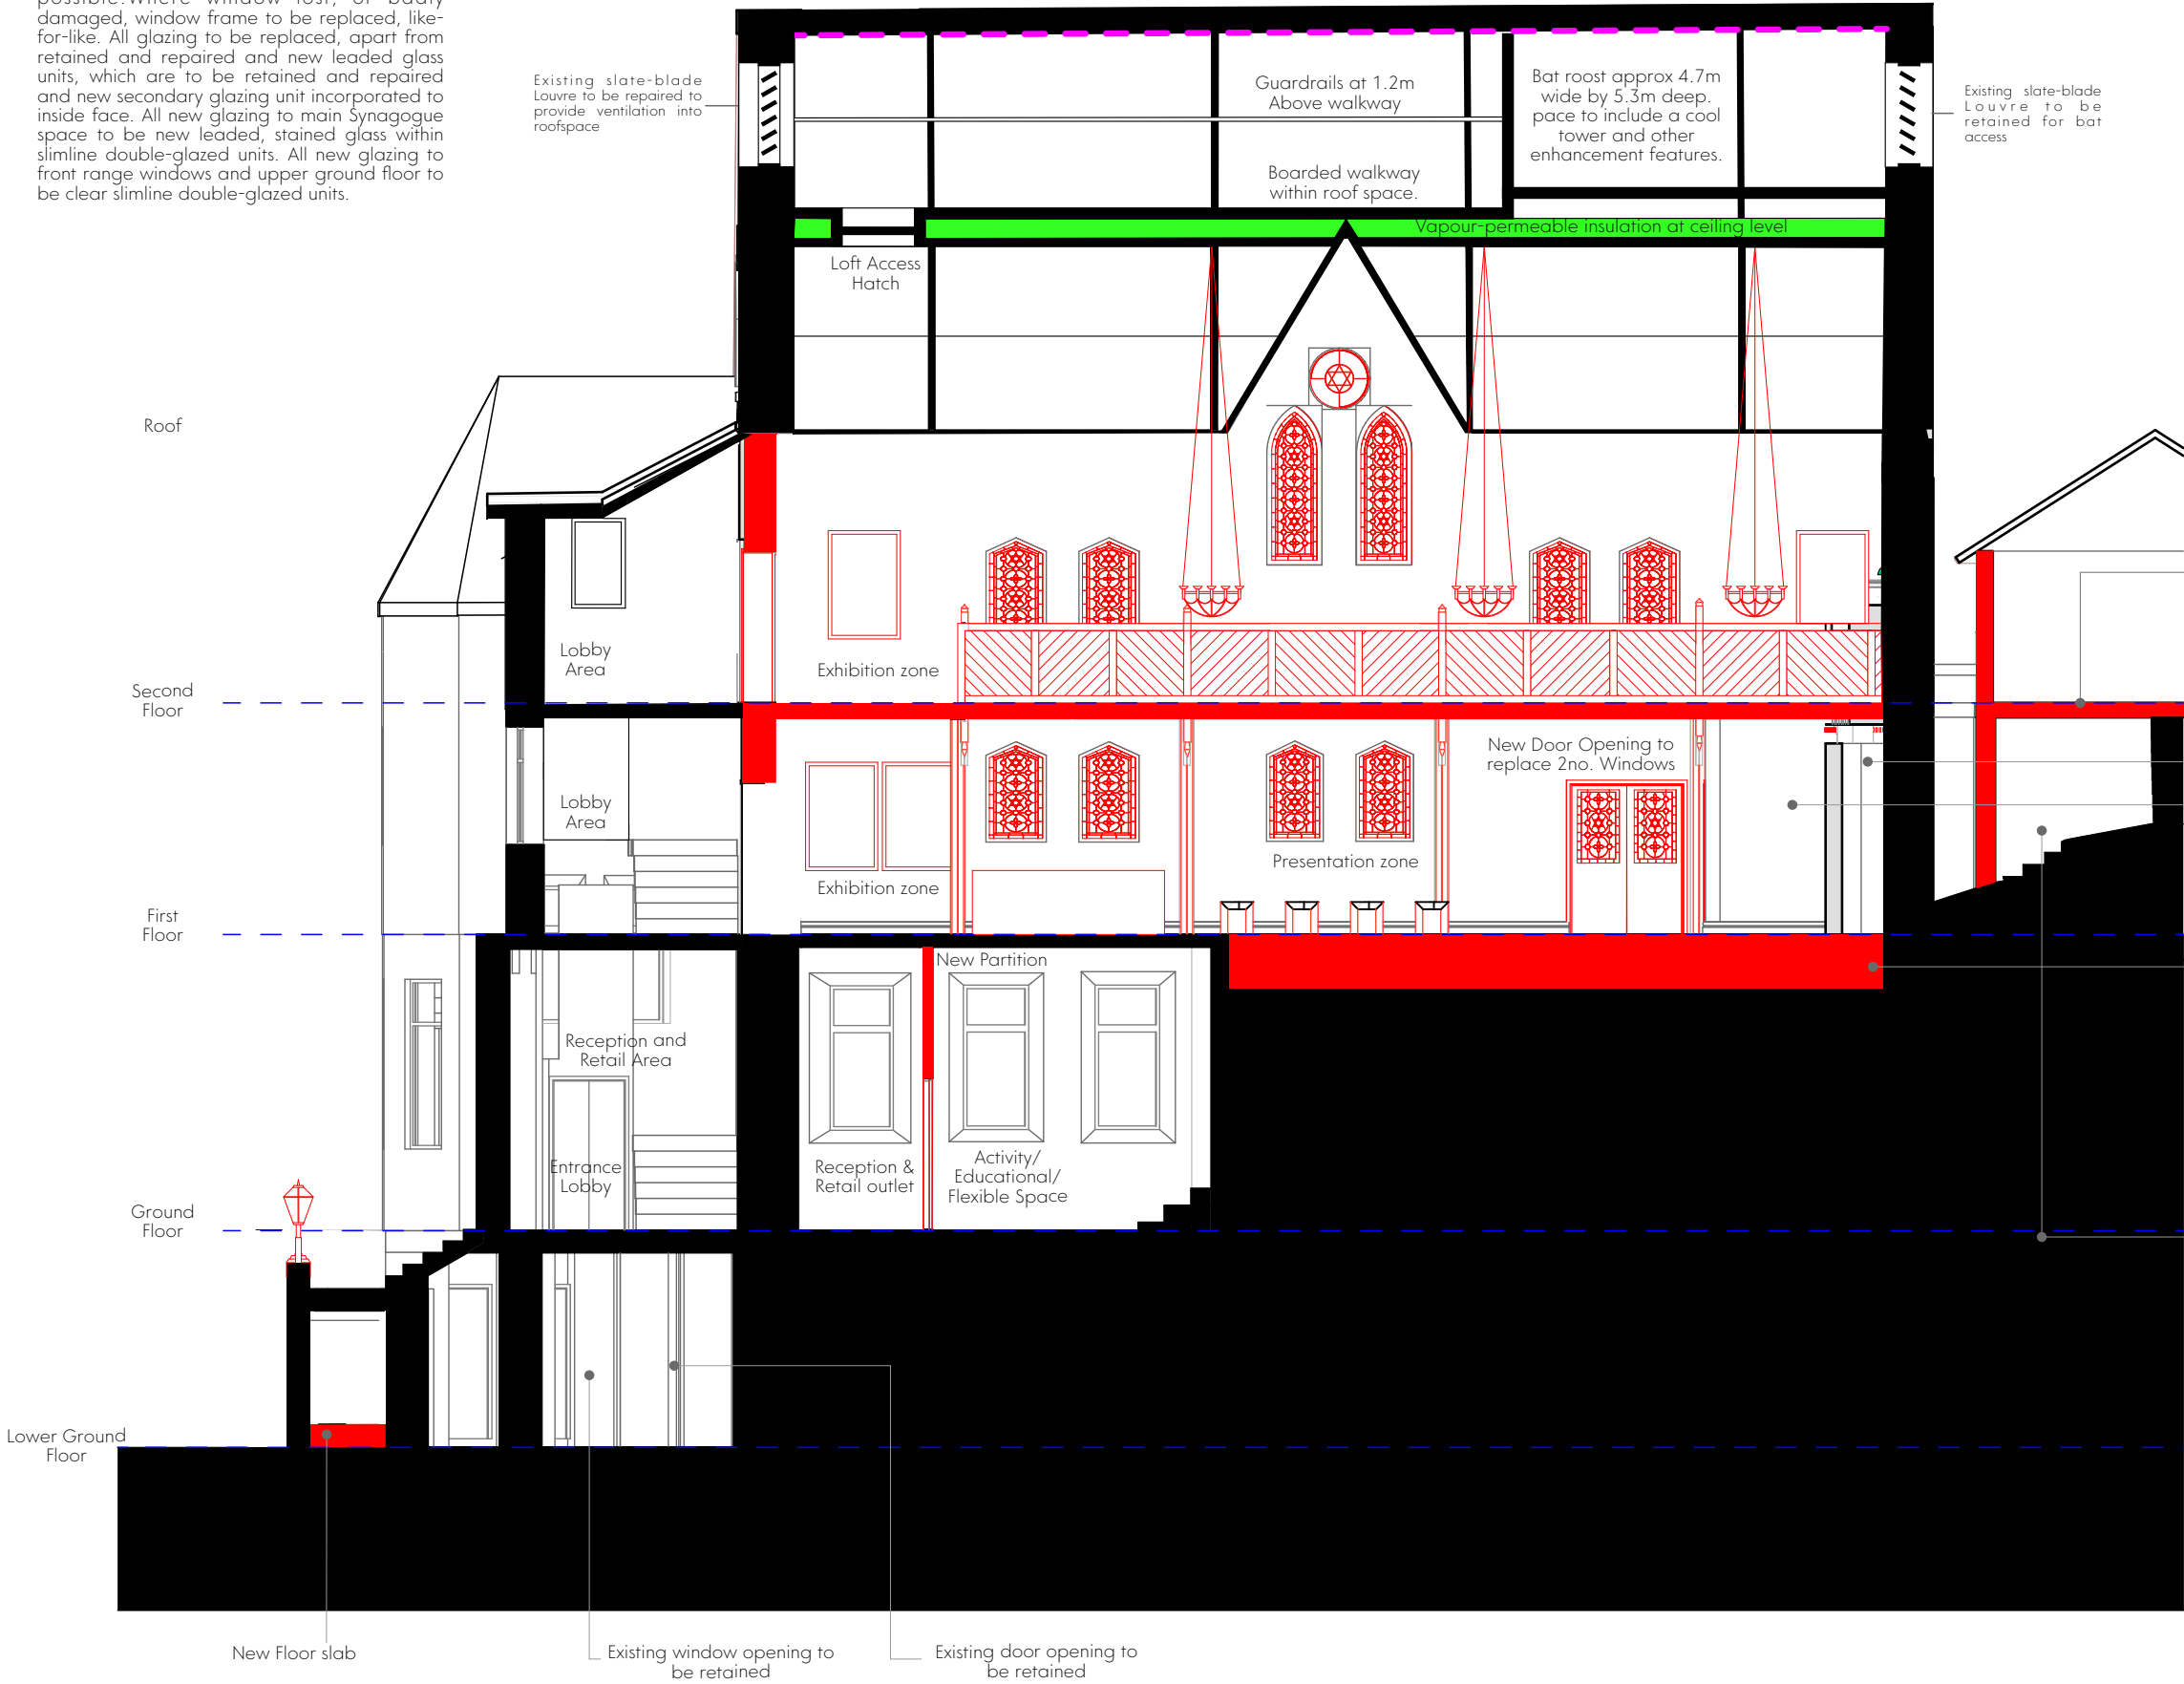 possible.Where window lost, or badly
damaged, window frame to be replaced, like-
for-like. All glazing to be replaced, apart from
retained and repaired and new leaded glass
units, which are to be retained and repaired
and new secondary glazing unit incorporated to
inside face. All new glazing to main Synagogue
space to be new leaded, stained glass within
slimline double-glazed units. All new glazing to
front range windows and upper ground floor to
be clear slimline double-glazed units.
Existing slate-blade
Louvre to be repaired to
provide ventilation into
roofspace
Guardrails at 1.2m
Above walkway
Boarded walkway
within roof space.
Bat roost approx 4.7m
wide by 5.3m deep.
pace to include a cool
tower and other
enhancement features.
Existing slate-blade
Louvre to be
retained for bat
access
Vapour-permeable insulation at ceiling level
Loft Access
Hatch
Roof
Lobby
Area
Exhibition zone
Second
Floor
New Door Opening to
replace 2no. Windows
Lobby
Area
Presentation zone
Exhibition zone
First
Floor
New Partition
Reception and
Retail Area
Entrance
Lobby
Reception &
Retail outlet
Activity/
Educational/
Flexible Space
Ground
Floor
Lower Ground
Floor
New Floor slab
Existing window opening to
be retained
Existing door opening to
be retained